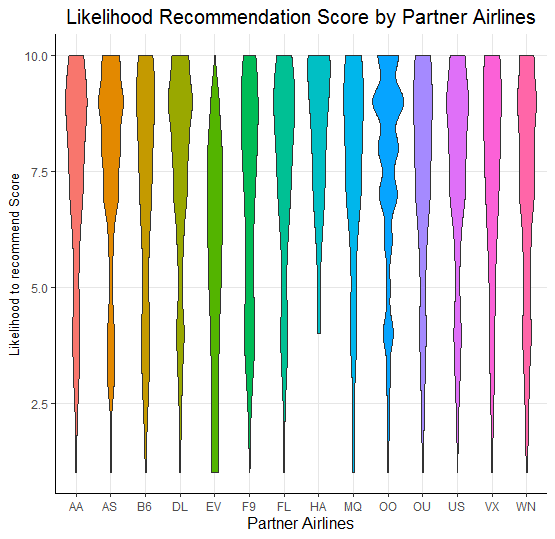 Likelihood Recommendation Score by Partner Airlines
Likelihood to recommend Score
10.0
7.5
5.0
2.5
AA AS B6 DL EV F9 FL HA MQ OO OU US VX WN
Partner Airlines